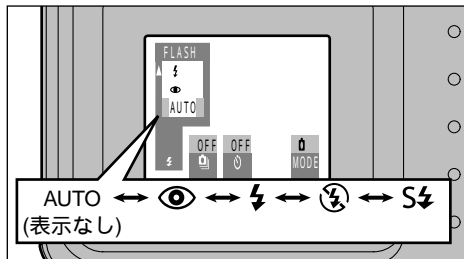 FLASH
AUTO
OFF OFF
MODE
AUTO ↔ ↔ ↔ ↔ S
(表示なし)